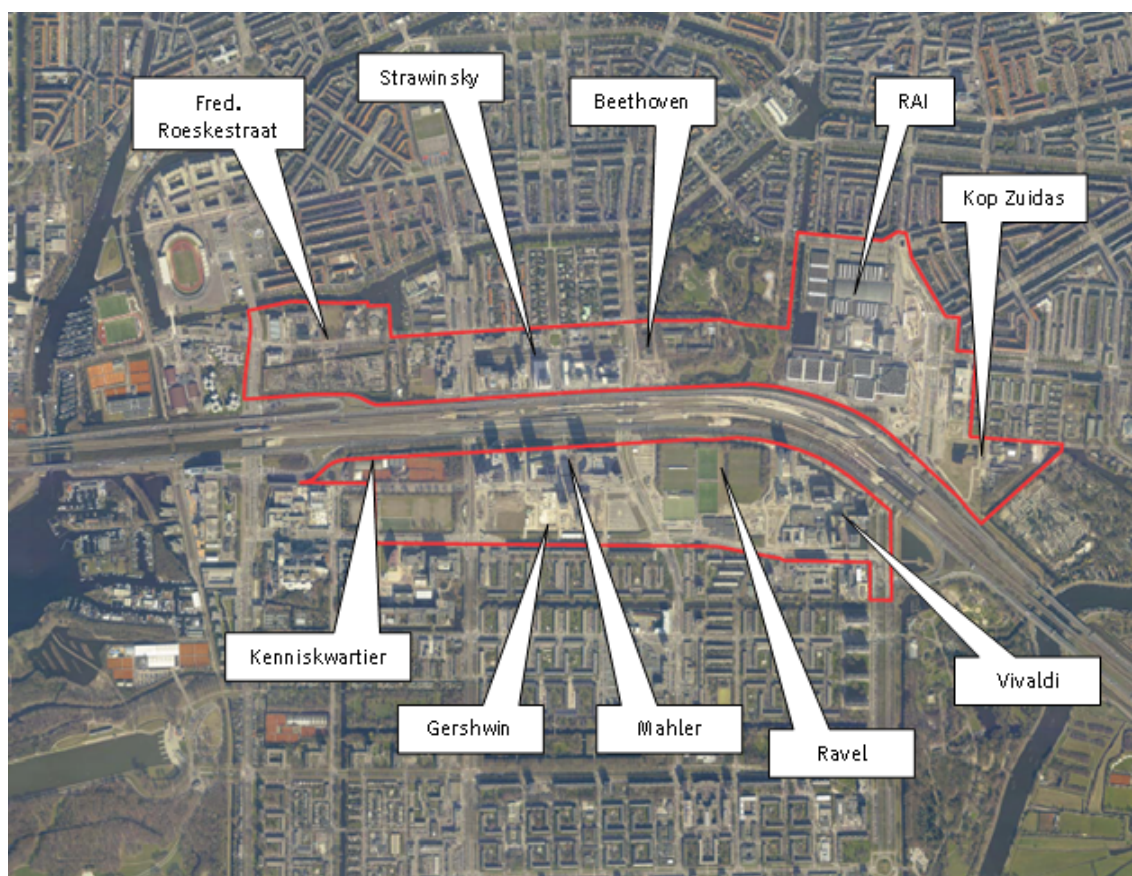 Strawinsky
Beethoven
RAI
Fred.
Roeskestraat
Kop Zuidas
Kenniskwartier
Gershwin
Mahler
Ravel
Vivaldi